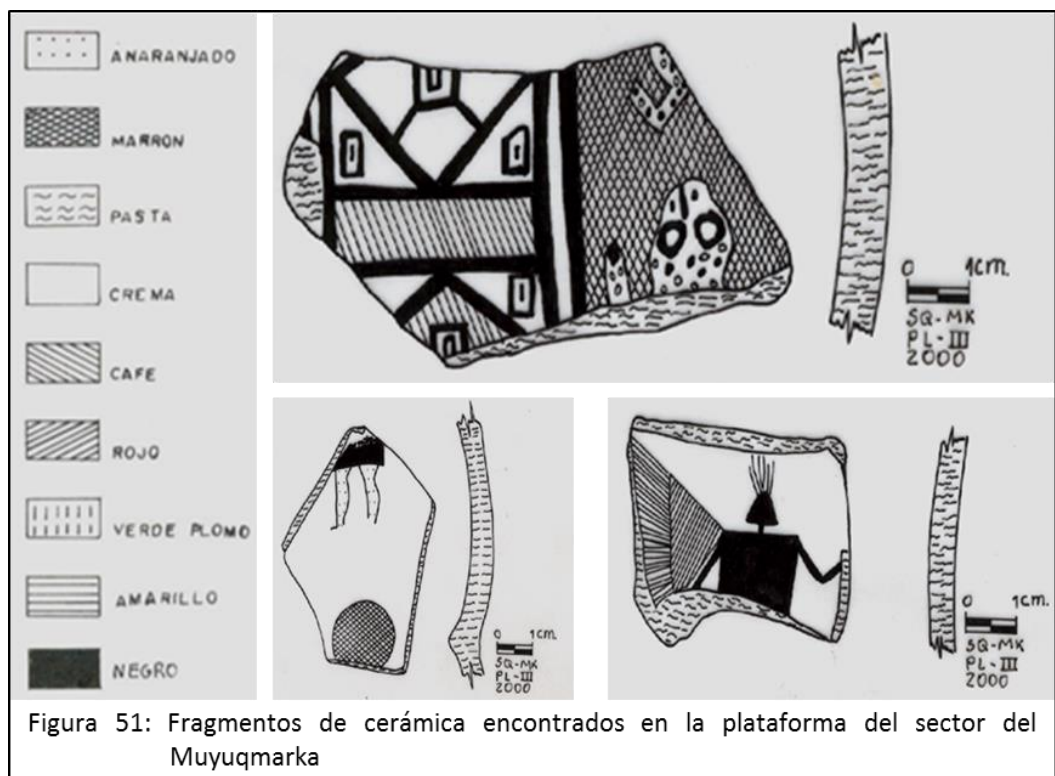 ANARANJADO
MARRON
PASTA
CREMA
CAFE
ROJO
VERDE PLOMO
AMARILLO
NEGRO
0 1cm.
SQ-MK
PL-III
2000
0 1cm.
SQ-MK
PL-III
2000
0 1cm.
SQ-MK
PL-III
2000
Figura 51: Fragmentos de cerámica encontrados en la plataforma del sector del
Muyuqmarka